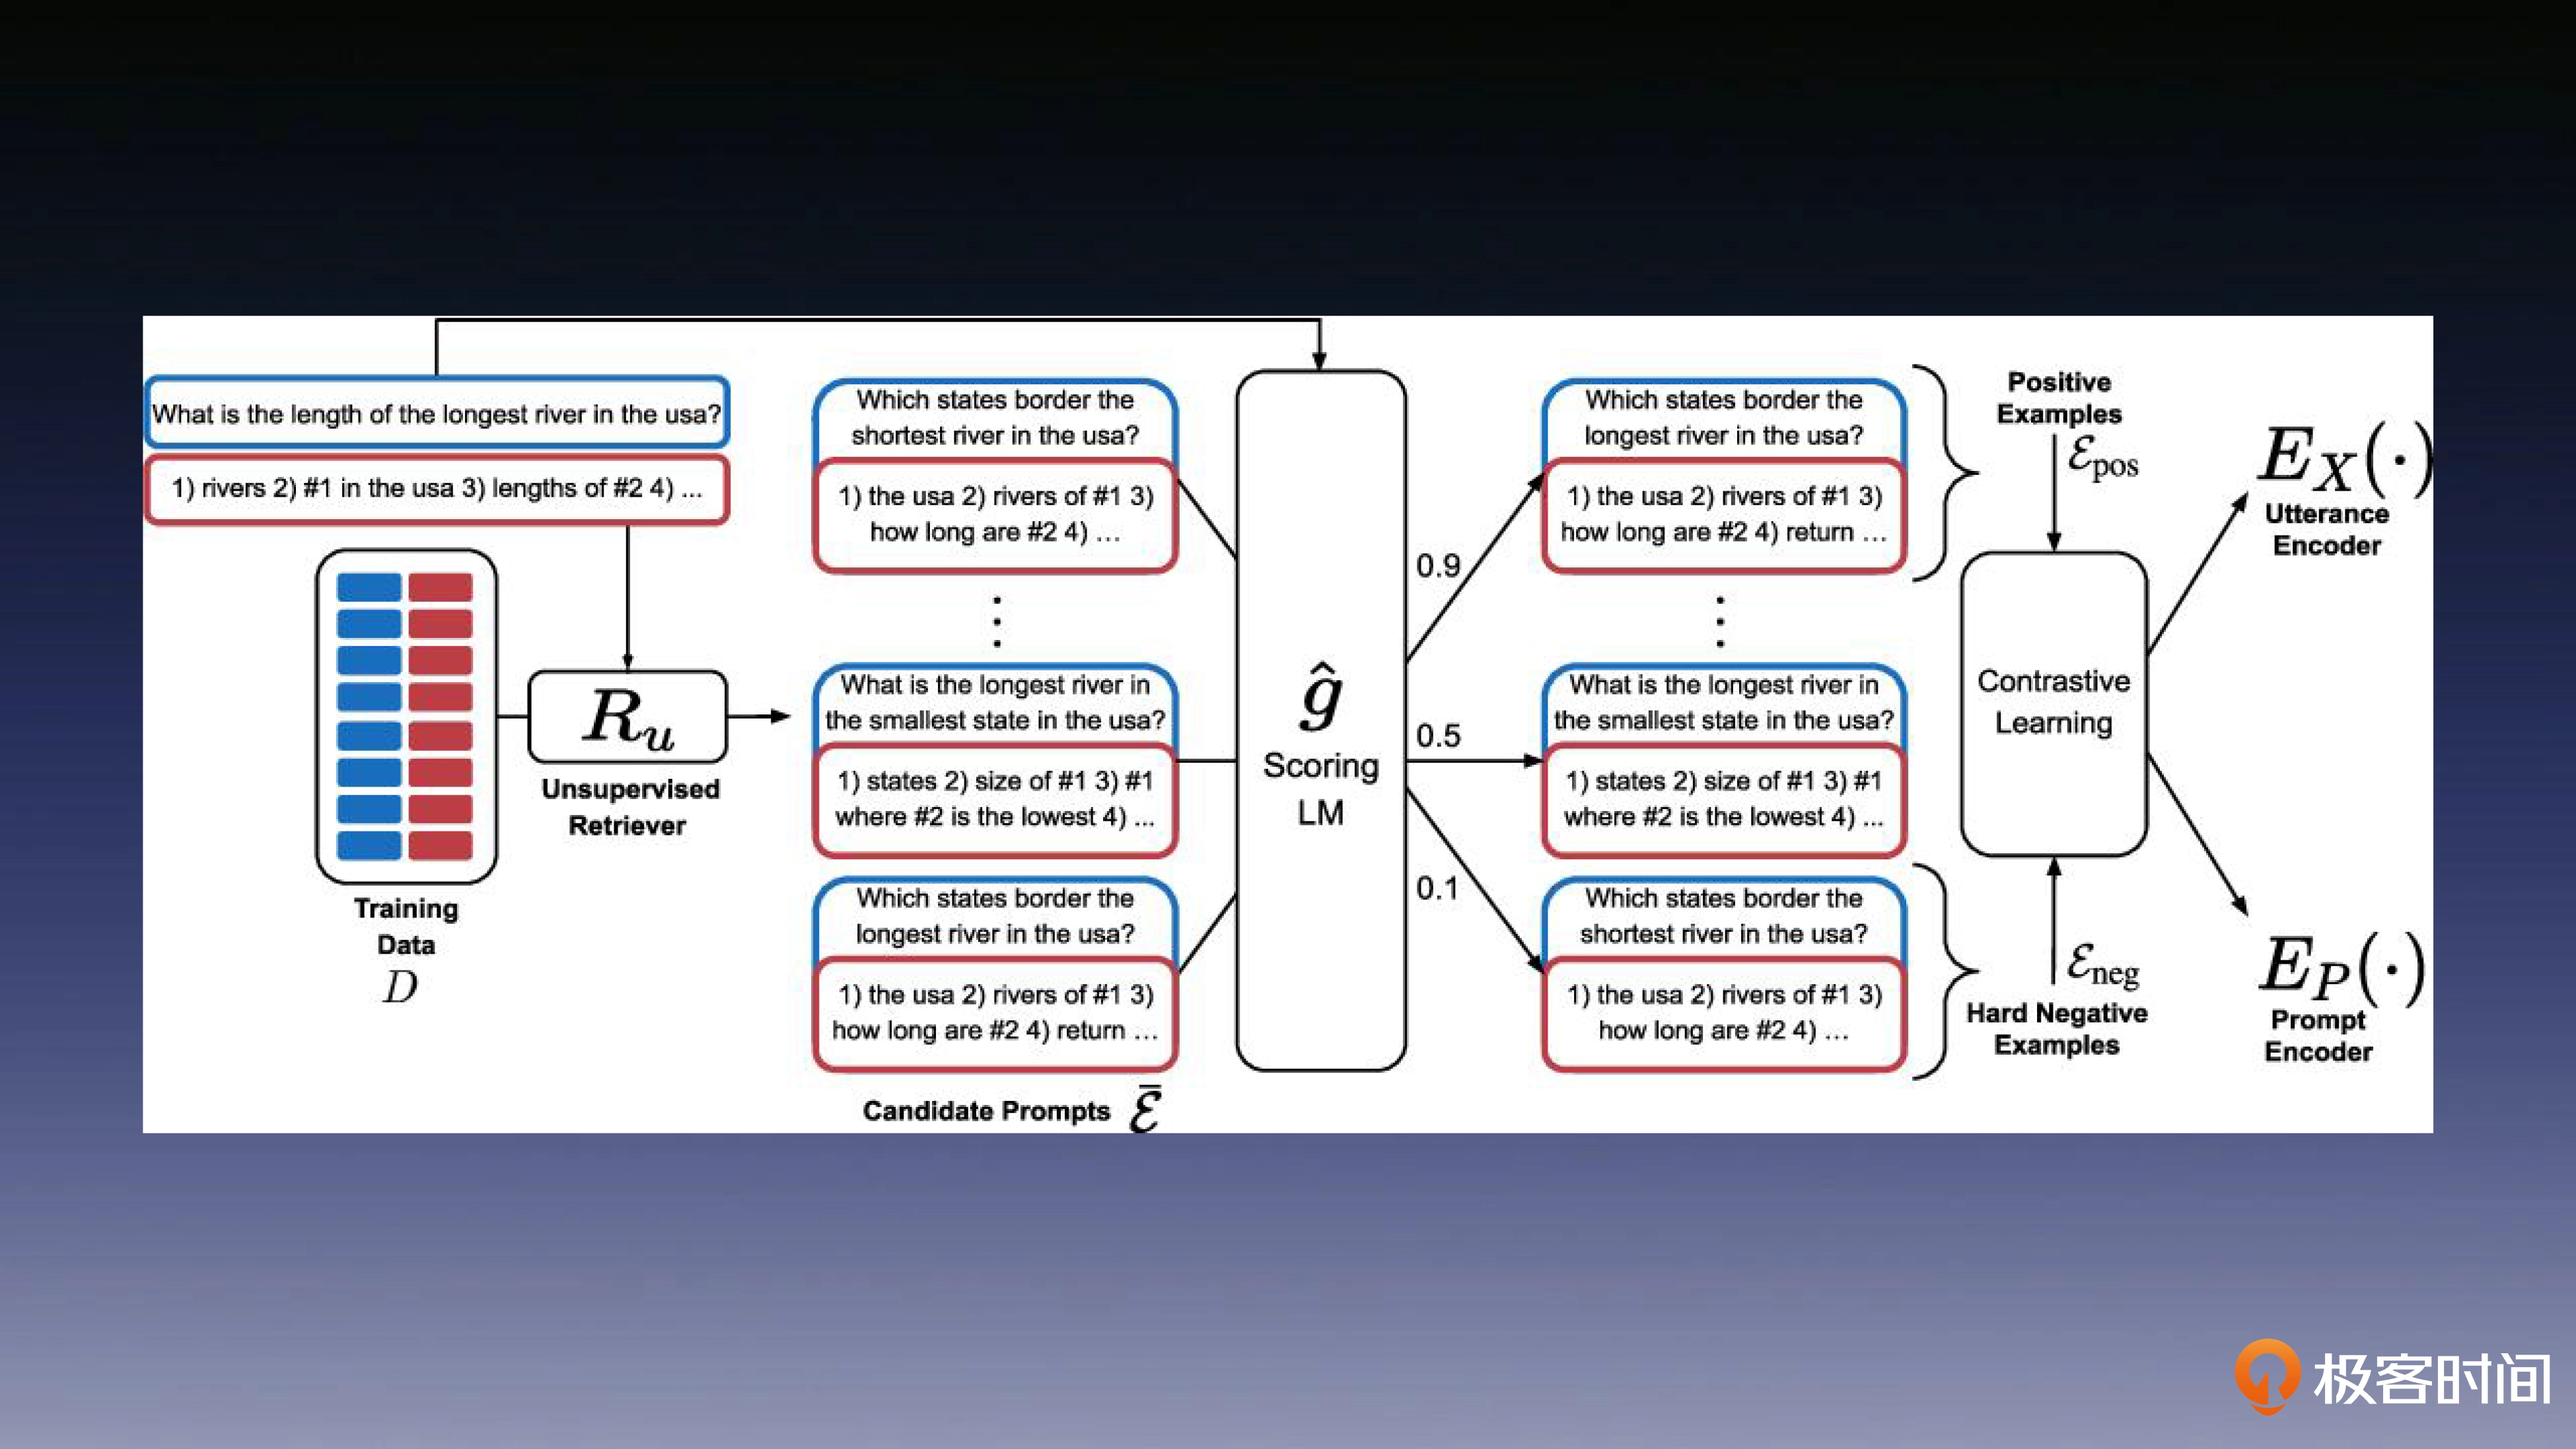 What is the length of the longest river in the usa?
1) rivers 2) #1 in the usa 3) lengths of #2 4) ...
Training
Data
D
R_u
Unsupervised
Retriever
Which states border the
shortest river in the usa?
1) the usa 2) rivers of #1 3)
how long are #2 4) ...
What is the longest river in
the smallest state in the usa?
1) states 2) size of #1 3) #1
where #2 is the lowest 4) ...
Which states border the
longest river in the usa?
1) the usa 2) rivers of #1 3)
how long are #2 4) return ...
Candidate Prompts ℰ̅
ĝ
Scoring
LM
0.9
0.5
0.1
Which states border the
longest river in the usa?
1) the usa 2) rivers of #1 3)
how long are #2 4) return ...
What is the longest river in
the smallest state in the usa?
1) states 2) size of #1 3) #1
where #2 is the lowest 4) ...
Which states border the
shortest river in the usa?
1) the usa 2) rivers of #1 3)
how long are #2 4) ...
Positive
Examples
ℰpos
Contrastive
Learning
ℰneg
Hard Negative
Examples
E_X(·)
Utterance
Encoder
E_P(·)
Prompt
Encoder
极客时间